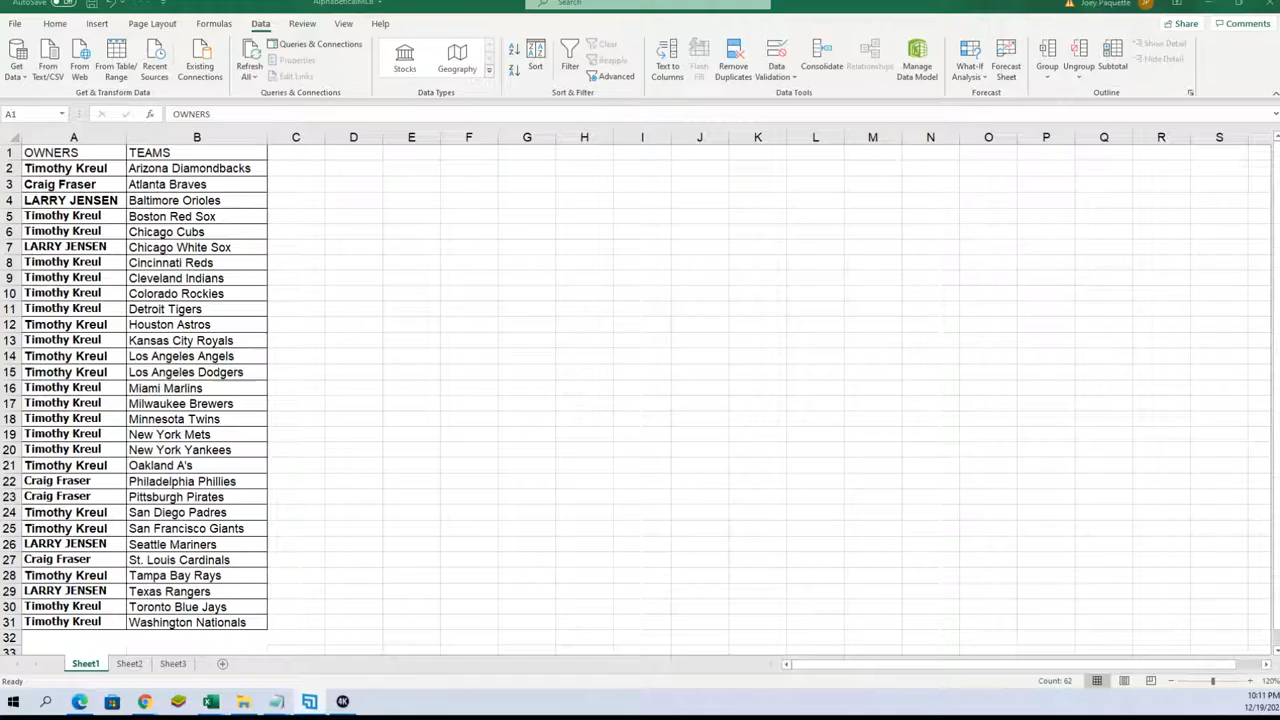 AutoSave Off AlphabeticalMLB Search Joey Paquette JP
File Home Insert Page Layout Formulas Data Review View Help Share Comments
Get Data From Text/CSV From Web From Table/Range Recent Sources Existing Connections
Get & Transform Data
Refresh All Queries & Connections Properties Edit Links
Queries & Connections
Stocks Geography
Data Types
Sort Filter Clear Reapply Advanced
Sort & Filter
Text to Columns Flash Fill Remove Duplicates Data Validation Consolidate Relationships Manage Data Model
Data Tools
What-If Analysis Forecast Sheet
Forecast
Group Ungroup Subtotal Show Detail Hide Detail
Outline
A1 fx OWNERS
A B C D E F G H I J K L M N O P Q R S
1 OWNERS TEAMS
2 Timothy Kreul Arizona Diamondbacks
3 Craig Fraser Atlanta Braves
4 LARRY JENSEN Baltimore Orioles
5 Timothy Kreul Boston Red Sox
6 Timothy Kreul Chicago Cubs
7 LARRY JENSEN Chicago White Sox
8 Timothy Kreul Cincinnati Reds
9 Timothy Kreul Cleveland Indians
10 Timothy Kreul Colorado Rockies
11 Timothy Kreul Detroit Tigers
12 Timothy Kreul Houston Astros
13 Timothy Kreul Kansas City Royals
14 Timothy Kreul Los Angeles Angels
15 Timothy Kreul Los Angeles Dodgers
16 Timothy Kreul Miami Marlins
17 Timothy Kreul Milwaukee Brewers
18 Timothy Kreul Minnesota Twins
19 Timothy Kreul New York Mets
20 Timothy Kreul New York Yankees
21 Timothy Kreul Oakland A's
22 Craig Fraser Philadelphia Phillies
23 Craig Fraser Pittsburgh Pirates
24 Timothy Kreul San Diego Padres
25 Timothy Kreul San Francisco Giants
26 LARRY JENSEN Seattle Mariners
27 Craig Fraser St. Louis Cardinals
28 Timothy Kreul Tampa Bay Rays
29 LARRY JENSEN Texas Rangers
30 Timothy Kreul Toronto Blue Jays
31 Timothy Kreul Washington Nationals
32
33
Sheet1 Sheet2 Sheet3
Ready Count: 62 120%
4K 10:11 PM
12/19/202